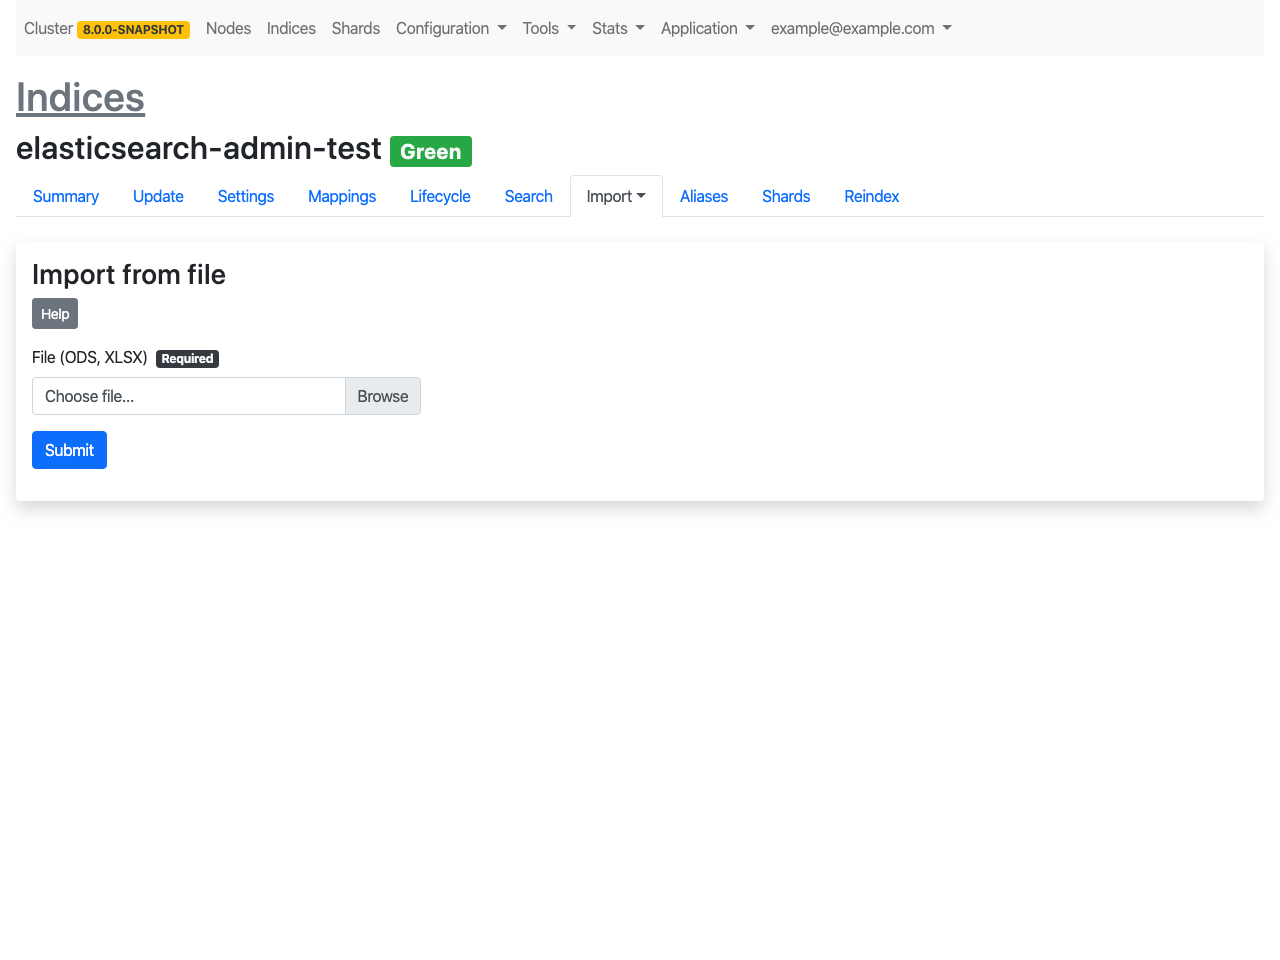 Cluster 8.0.0-SNAPSHOT Nodes Indices Shards Configuration Tools Stats Application example@example.com
Indices
elasticsearch-admin-test Green
Summary Update Settings Mappings Lifecycle Search Import Aliases Shards Reindex
Import from file
Help
File (ODS, XLSX) Required
Choose file... Browse
Submit